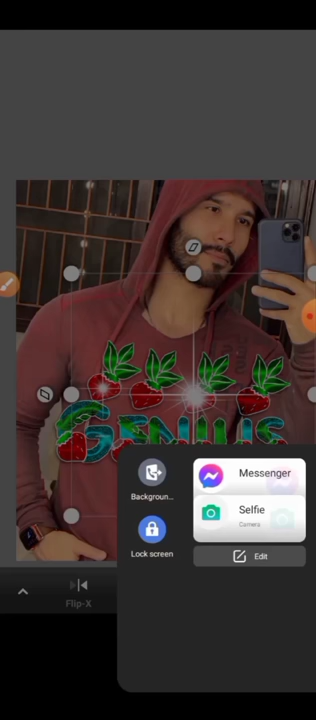 GENIUS
Messenger
Backgroun...
Selfie
Camera
Lock screen
Edit
Flip-X